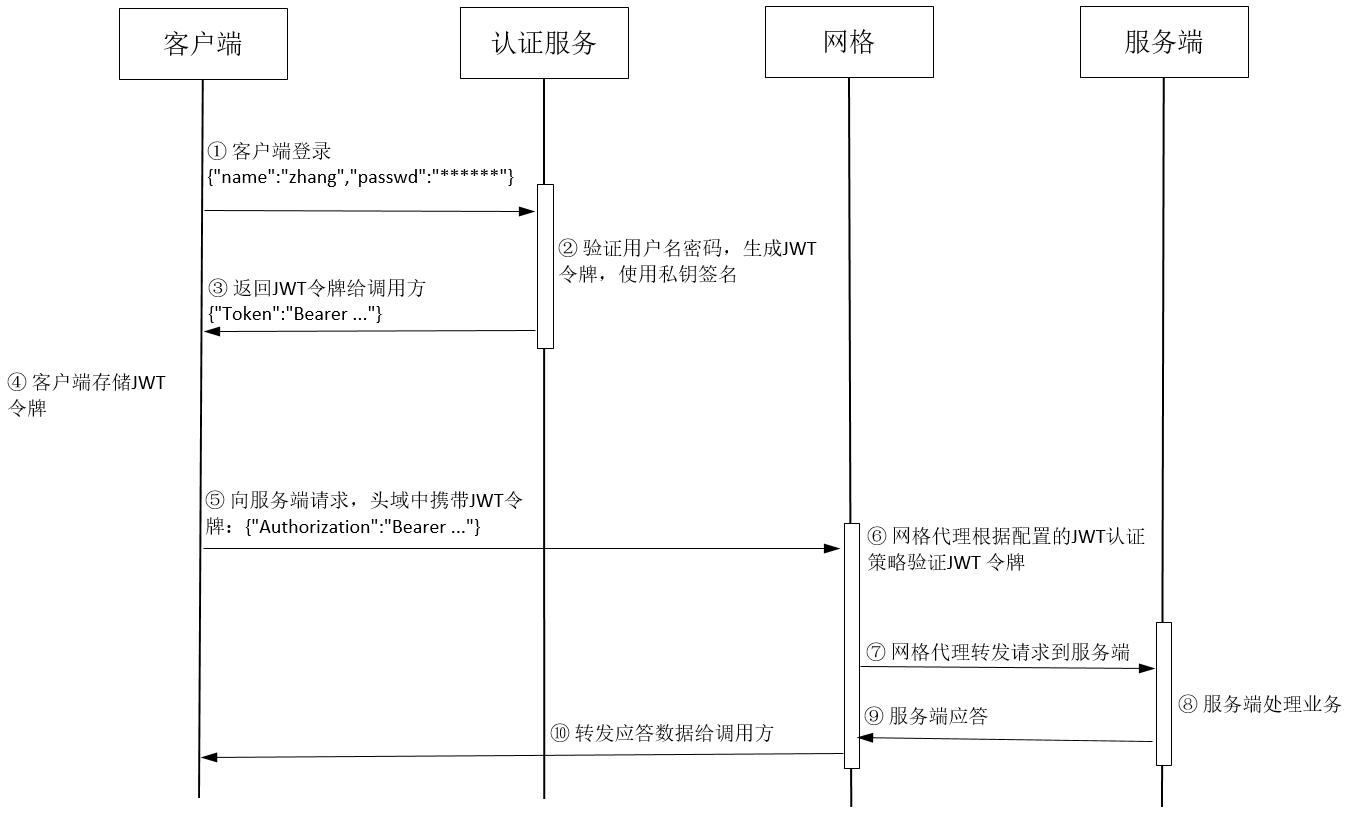 客户端
认证服务
网格
服务端
① 客户端登录
{"name":"zhang","passwd":"******"}
② 验证用户名密码，生成JWT
令牌，使用私钥签名
③ 返回JWT令牌给调用方
{"Token":"Bearer ..."}
④ 客户端存储JWT
令牌
⑤ 向服务端请求，头域中携带JWT令
牌：{"Authorization":"Bearer ..."}
⑥ 网格代理根据配置的JWT认证
策略验证JWT 令牌
⑦ 网格代理转发请求到服务端
⑧ 服务端处理业务
⑨ 服务端应答
⑩ 转发应答数据给调用方